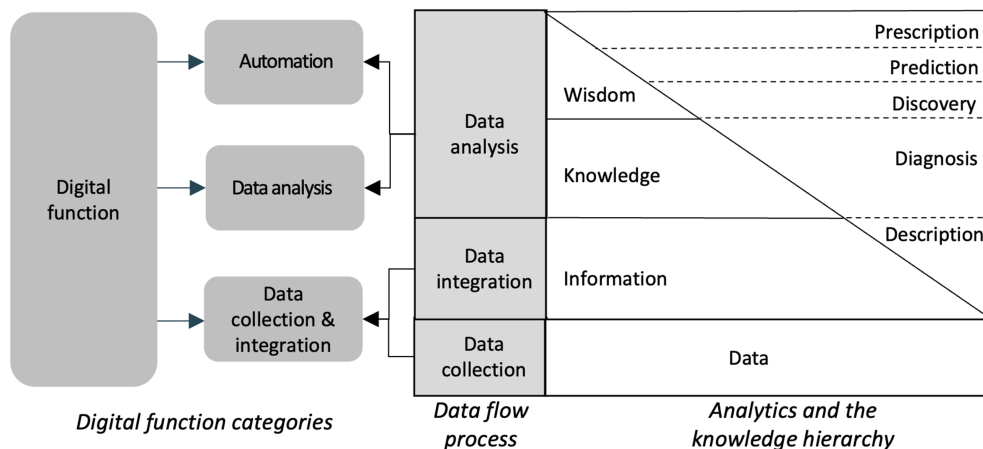 Digital
function
Automation
Data analysis
Data
collection &
integration
Digital function categories
Data
analysis
Data
integration
Data
collection
Data flow
process
Wisdom
Knowledge
Information
Data
Prescription
Prediction
Discovery
Diagnosis
Description
Analytics and the
knowledge hierarchy